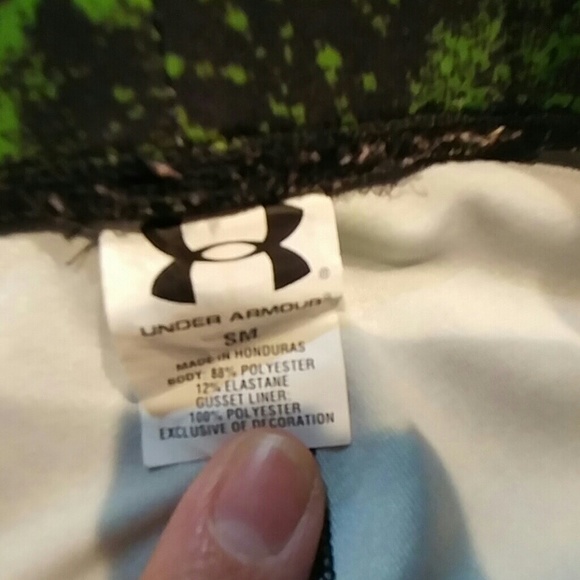 UNDER ARMOUR®
SM
MADE IN HONDURAS
BODY: 88% POLYESTER
12% ELASTANE
GUSSET LINER:
100% POLYESTER
EXCLUSIVE OF DECORATION